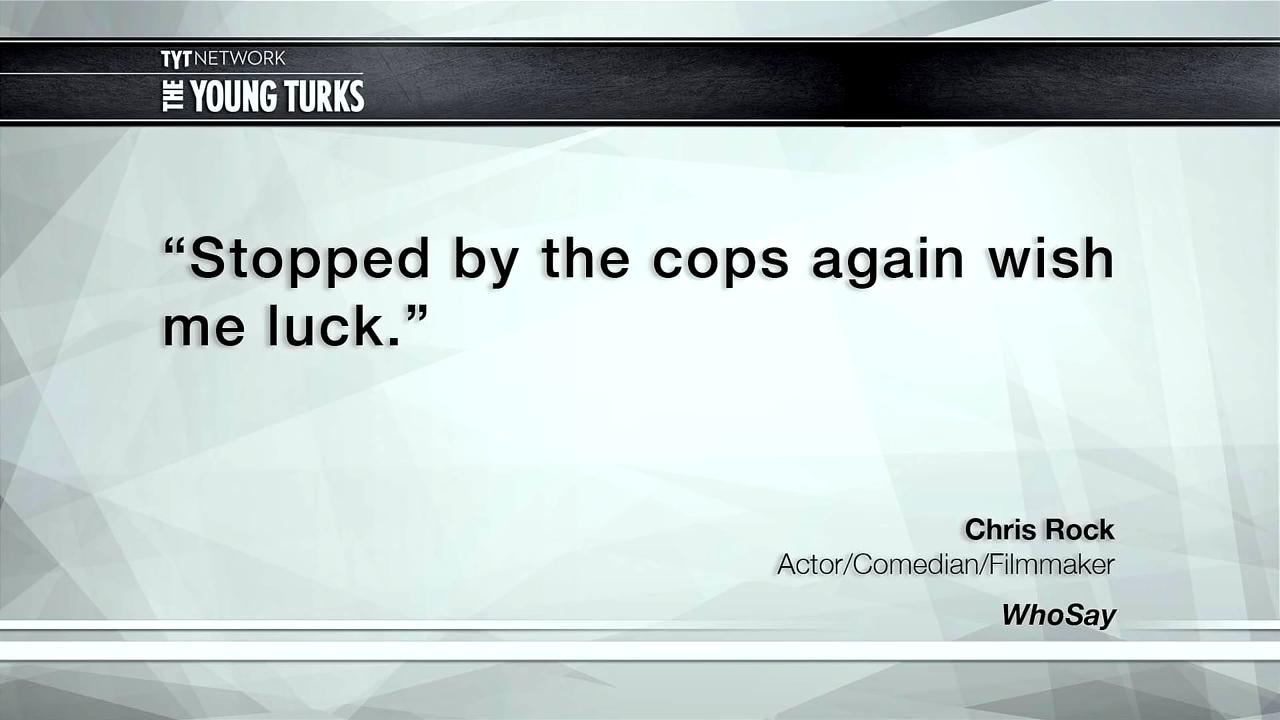 TYT NETWORK
THE YOUNG TURKS
“Stopped by the cops again wish
me luck.”
Chris Rock
Actor/Comedian/Filmmaker
WhoSay